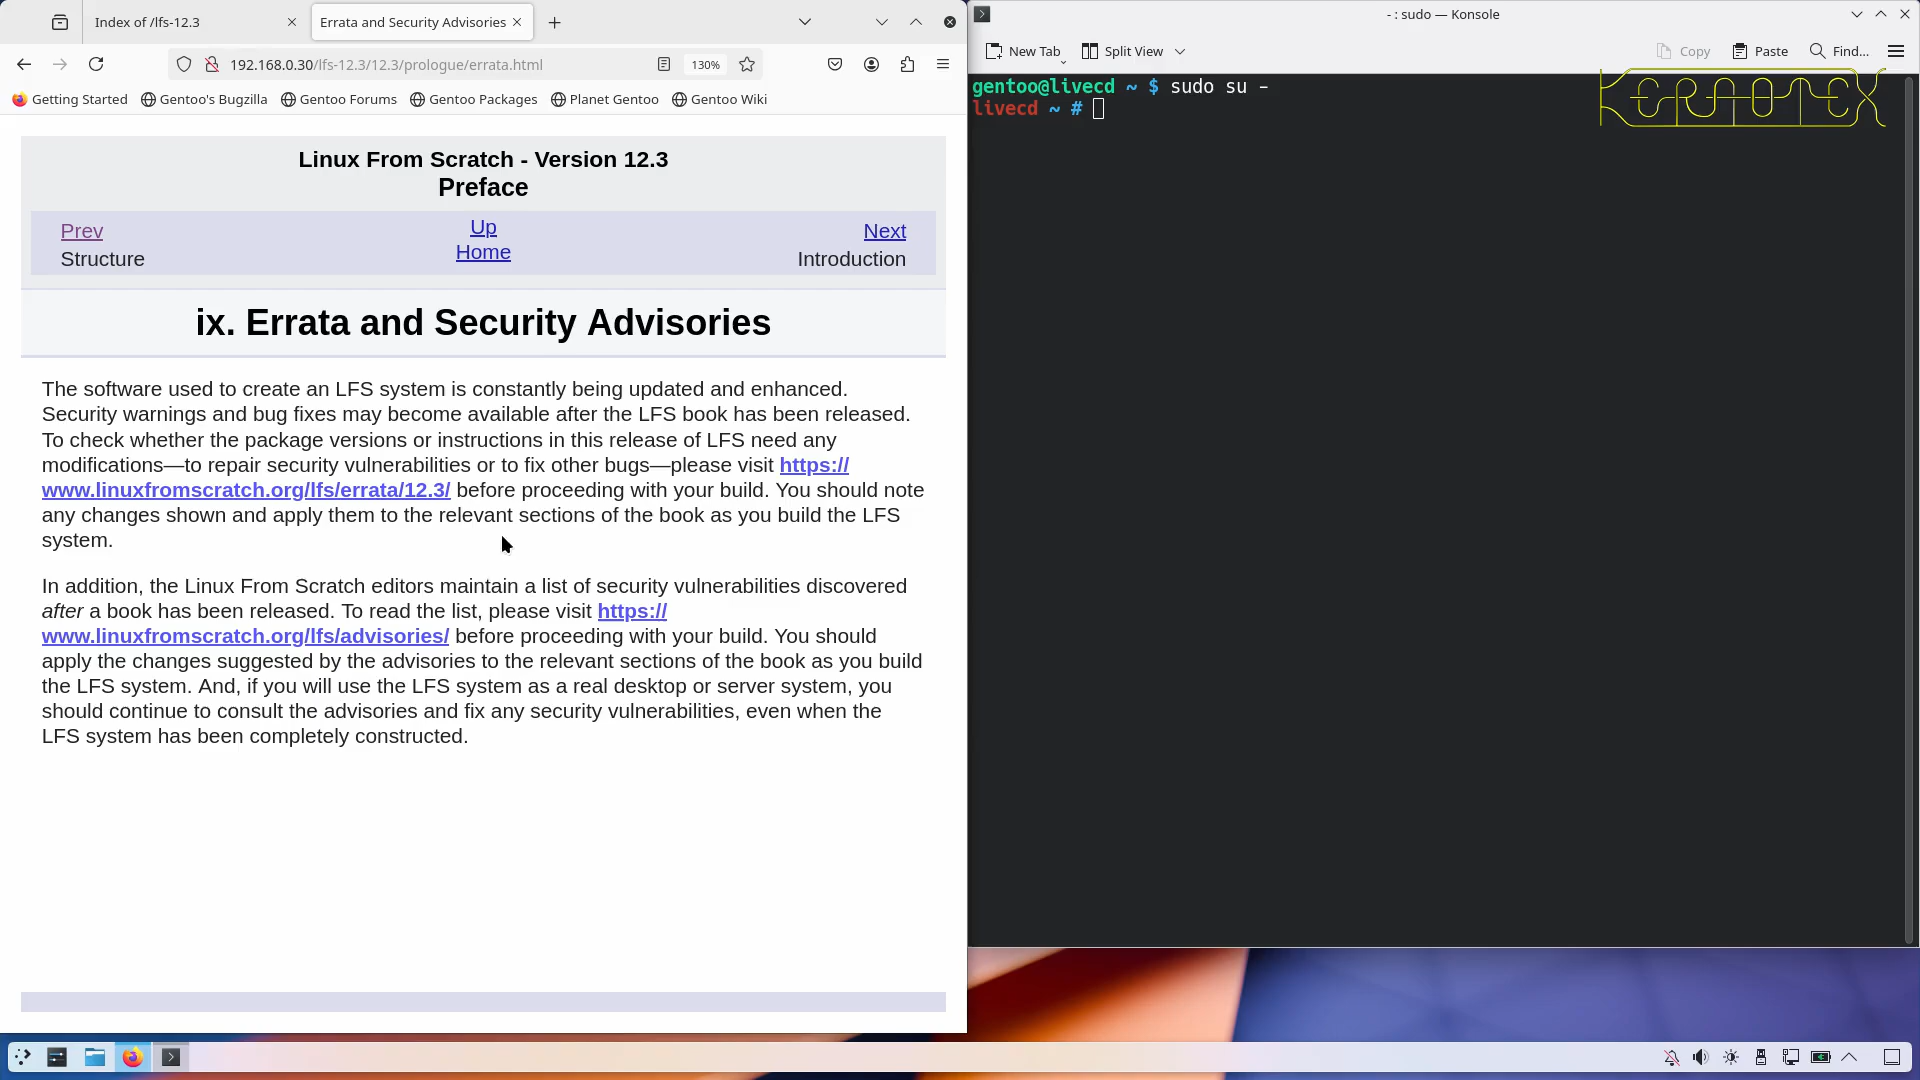 Index of /lfs-12.3
Errata and Security Advisories
192.168.0.30/lfs-12.3/12.3/prologue/errata.html
130%
Getting Started
Gentoo's Bugzilla
Gentoo Forums
Gentoo Packages
Planet Gentoo
Gentoo Wiki
Linux From Scratch - Version 12.3
Preface
Prev
Up
Next
Structure
Home
Introduction
ix. Errata and Security Advisories
The software used to create an LFS system is constantly being updated and enhanced.
Security warnings and bug fixes may become available after the LFS book has been released.
To check whether the package versions or instructions in this release of LFS need any
modifications—to repair security vulnerabilities or to fix other bugs—please visit https://
www.linuxfromscratch.org/lfs/errata/12.3/ before proceeding with your build. You should note
any changes shown and apply them to the relevant sections of the book as you build the LFS
system.
In addition, the Linux From Scratch editors maintain a list of security vulnerabilities discovered
after a book has been released. To read the list, please visit https://
www.linuxfromscratch.org/lfs/advisories/ before proceeding with your build. You should
apply the changes suggested by the advisories to the relevant sections of the book as you build
the LFS system. And, if you will use the LFS system as a real desktop or server system, you
should continue to consult the advisories and fix any security vulnerabilities, even when the
LFS system has been completely constructed.
- : sudo — Konsole
New Tab
Split View
Copy
Paste
Find...
gentoo@livecd ~ $ sudo su -
livecd ~ #